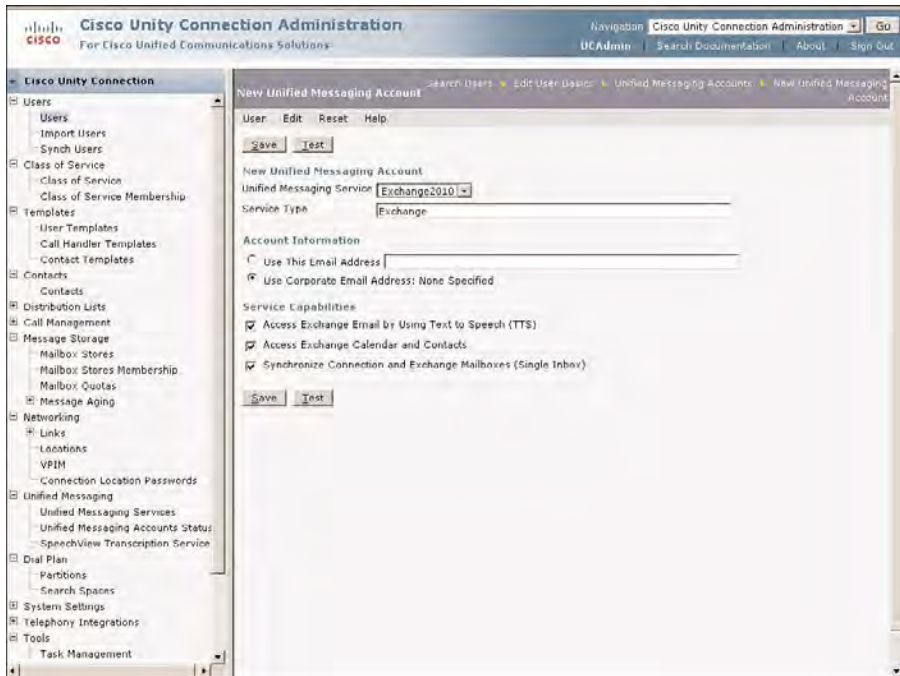 Cisco Unity Connection Administration
For Cisco Unified Communications Solutions
CISCO
Navigation Cisco Unity Connection Administration Go
UCAdmin Search Documentation About Sign Out
Cisco Unity Connection
Users
Users
Import Users
Synch Users
Class of Service
Class of Service
Class of Service Membership
Templates
User Templates
Call Handler Templates
Contact Templates
Contacts
Contacts
Distribution Lists
Call Management
Message Storage
Mailbox Stores
Mailbox Stores Membership
Mailbox Quotas
Message Aging
Networking
Links
Locations
VPIM
Connection Location Passwords
Unified Messaging
Unified Messaging Services
Unified Messaging Accounts Status
SpeechView Transcription Service
Dial Plan
Partitions
Search Spaces
System Settings
Telephony Integrations
Tools
Task Management
New Unified Messaging Account
Search Users Edit User Basics Unified Messaging Accounts New Unified Messaging
Account
User Edit Reset Help
Save Test
New Unified Messaging Account
Unified Messaging Service Exchange2010
Service Type Exchange
Account Information
Use This Email Address
Use Corporate Email Address: None Specified
Service Capabilities
Access Exchange Email by Using Text to Speech (TTS)
Access Exchange Calendar and Contacts
Synchronize Connection and Exchange Mailboxes (Single Inbox)
Save Test